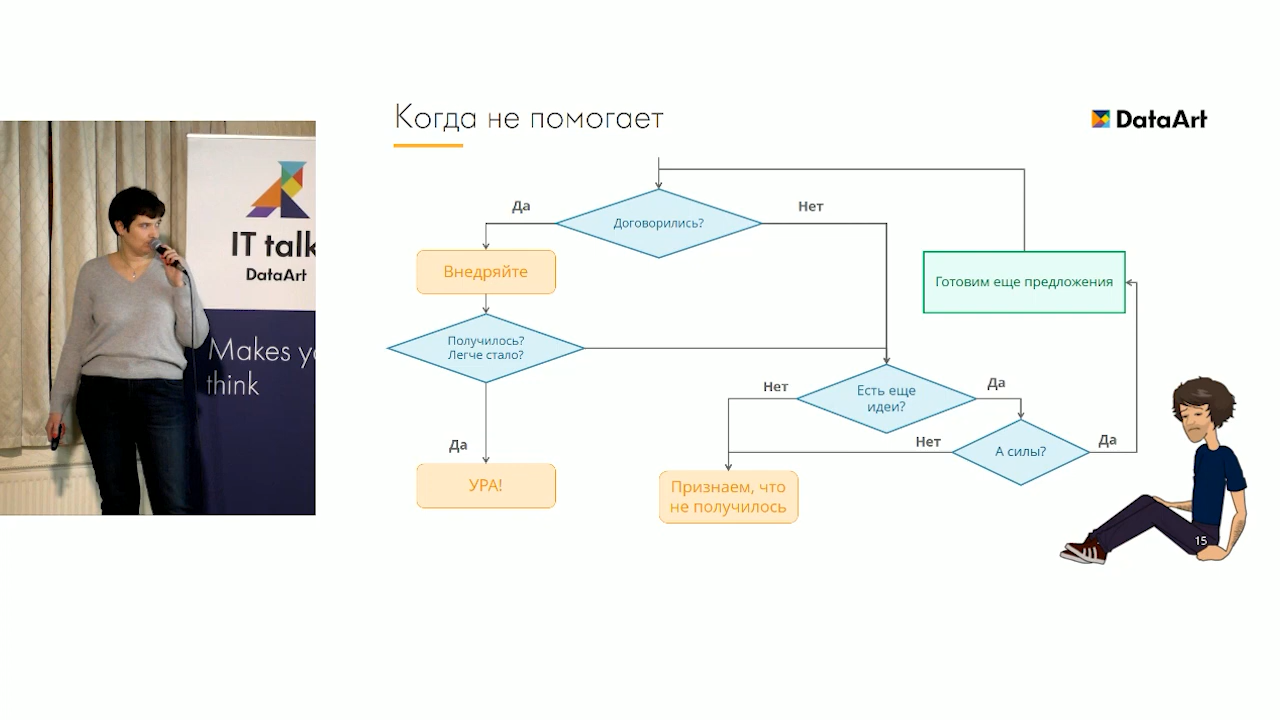 Когда не помогает
DataArt
Да
Нет
Договорились?
Внедряйте
Готовим еще предложения
Получилось?
Легче стало?
Нет
Есть еще
идеи?
Да
Да
Нет
А силы?
Да
УРА!
Признаем, что
не получилось
15
IT talk
DataArt
Makes yo
think